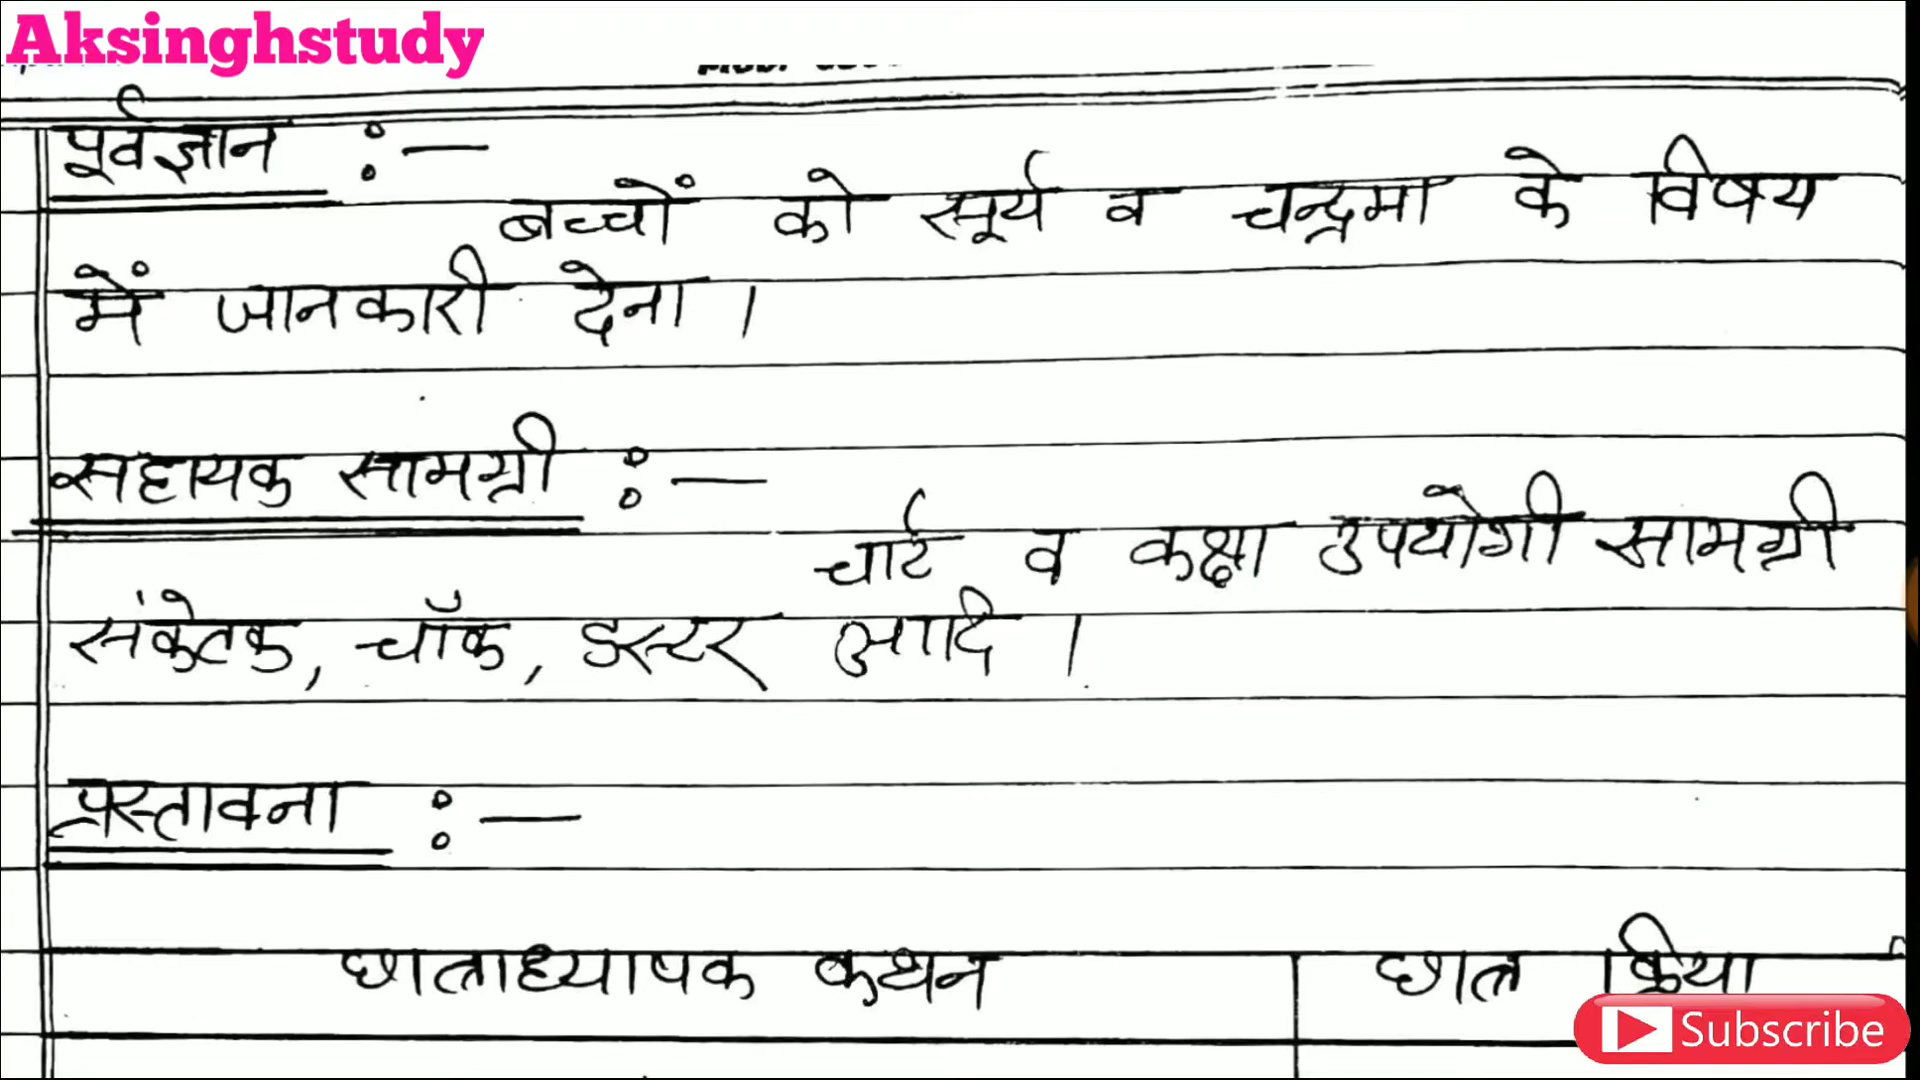 Aksinghstudy
पूर्वज्ञान :—
बच्चों को सूर्य व चन्द्रमा के विषय
में जानकारी देना ।
सहायक सामग्री :—
चार्ट व कक्षा उपयोगी सामग्री
संकेतक, चॉक, डस्टर आदि ।
प्रस्तावना :—
छात्राध्यापक कथन छात्र क्रिया
Subscribe